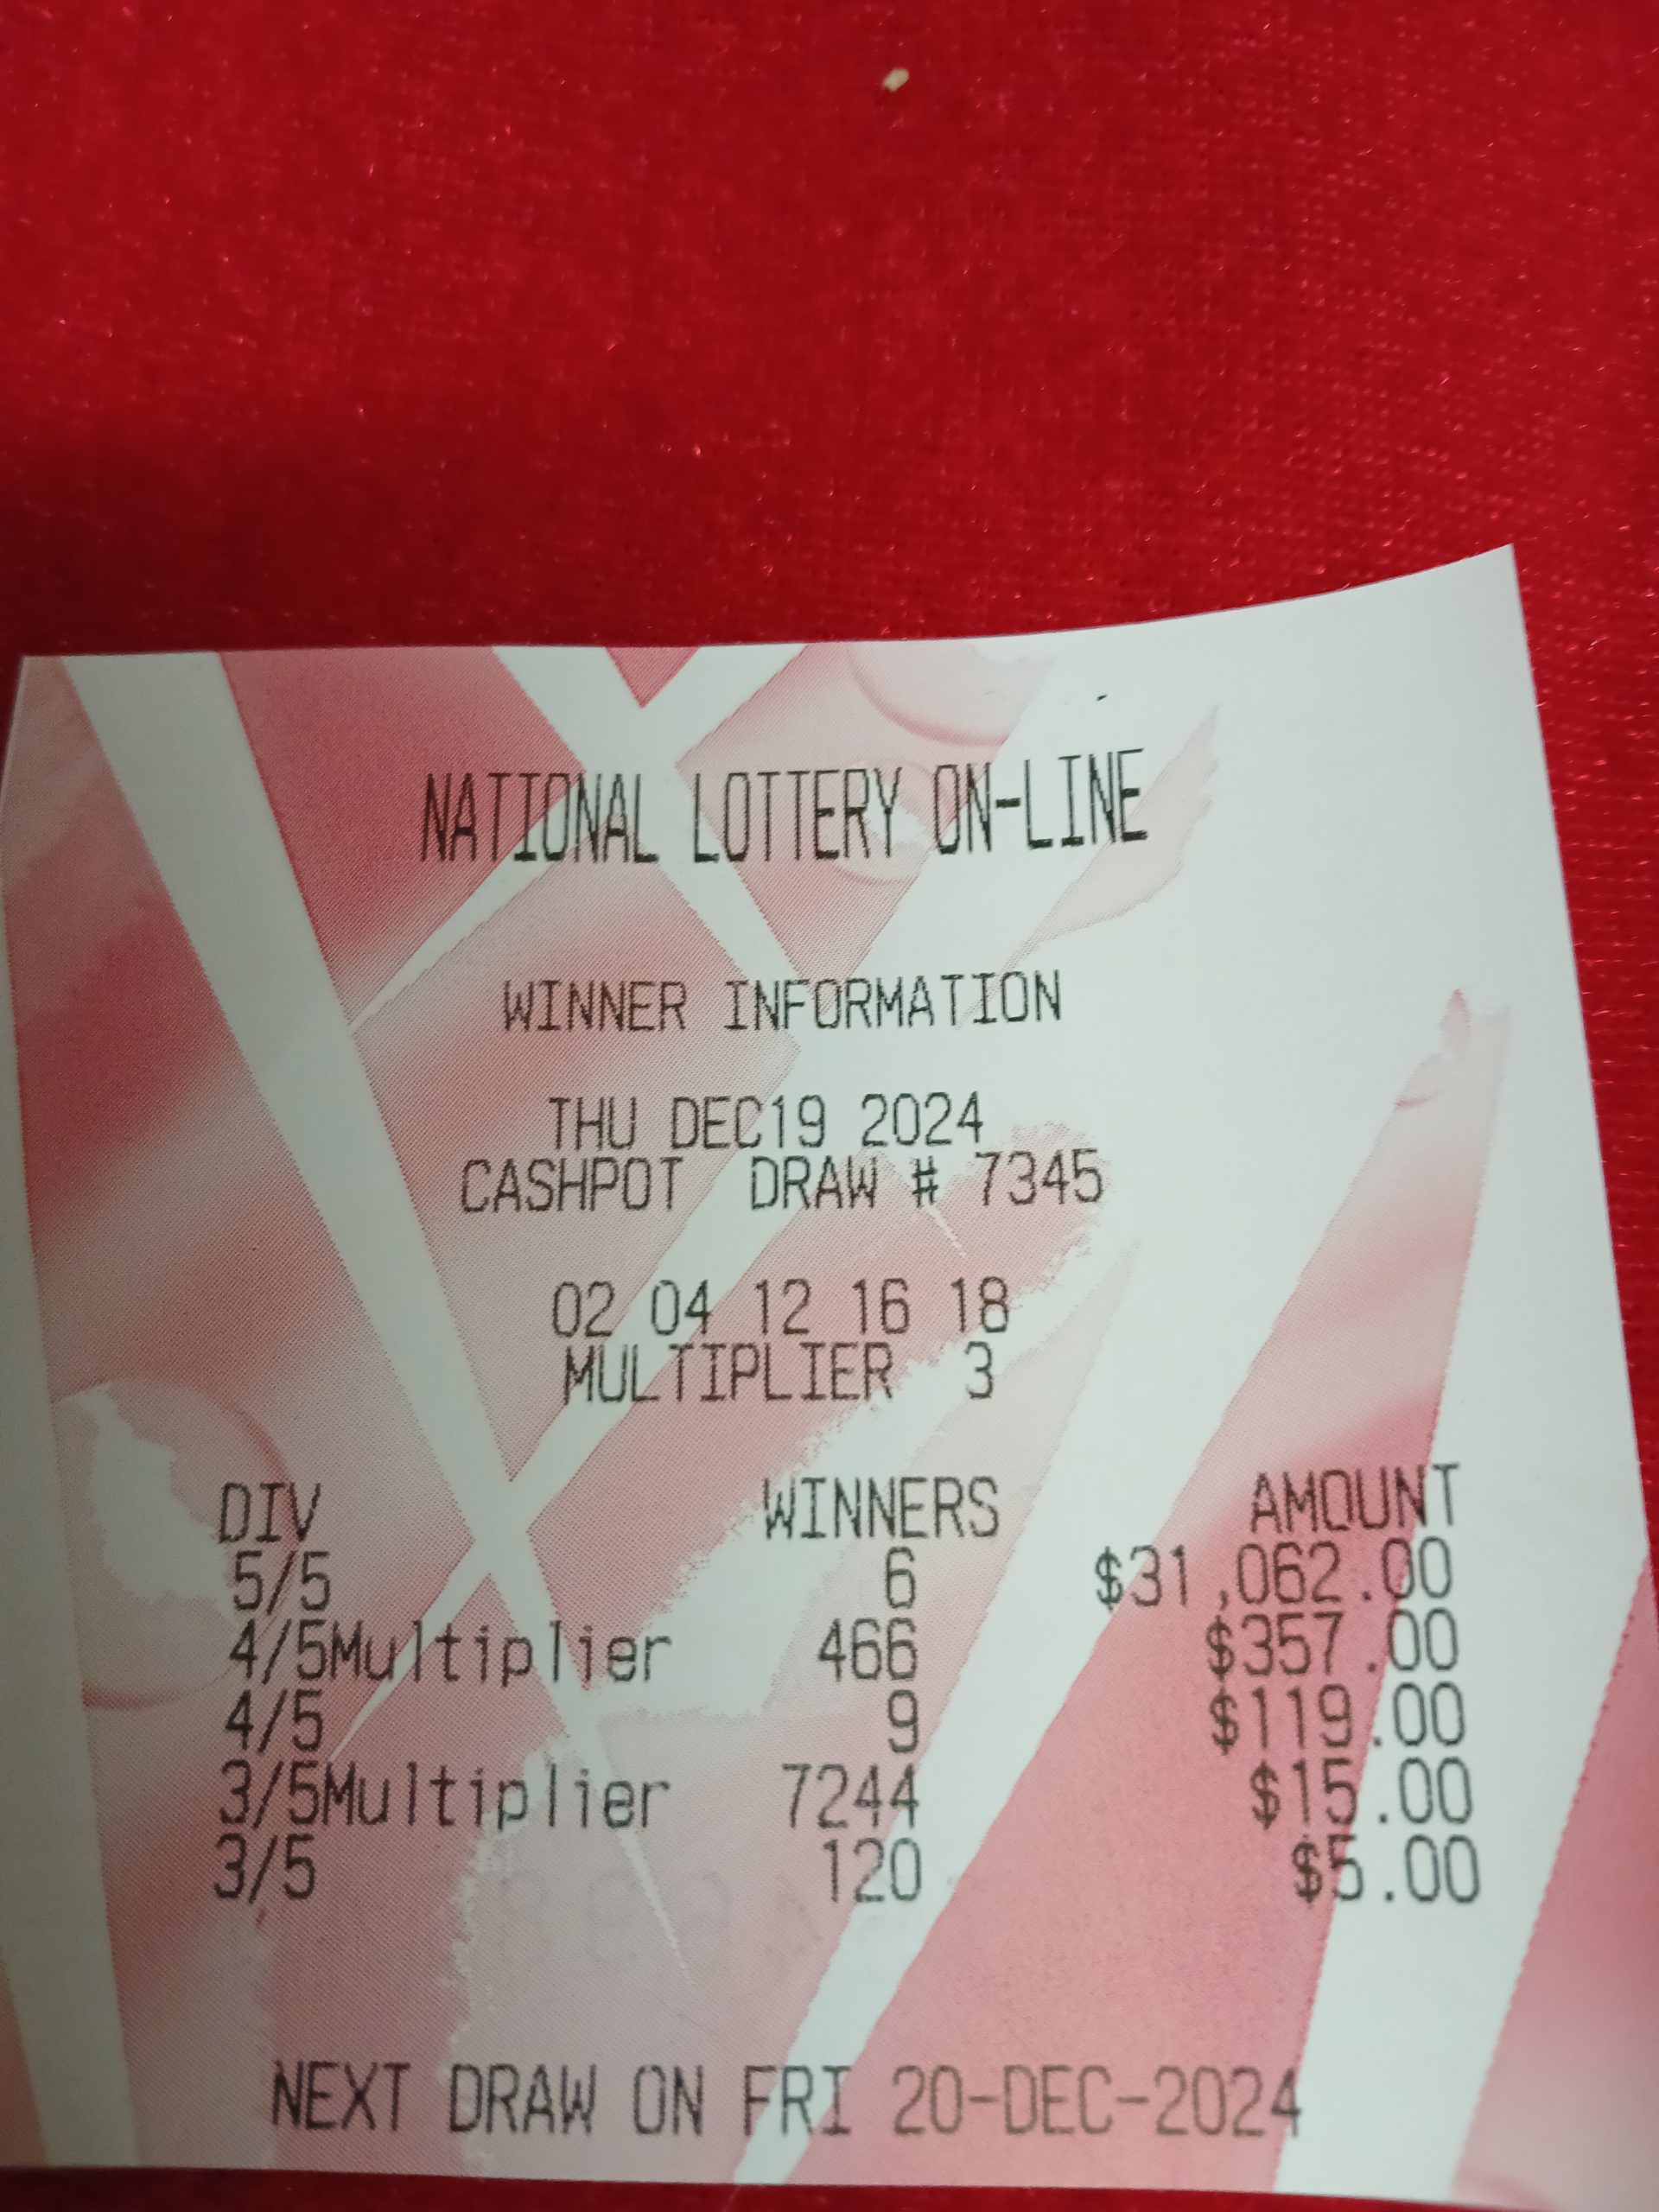 NATIONAL LOTTERY ON-LINE
WINNER INFORMATION
THU DEC19 2024
CASHPOT DRAW # 7345
02 04 12 16 18
MULTIPLIER 3
DIV WINNERS AMOUNT
5/5 6 $31,062.00
4/5Multiplier 466 $357.00
4/5 9 $119.00
3/5Multiplier 7244 $15.00
3/5 120 $5.00
NEXT DRAW ON FRI 20-DEC-2024